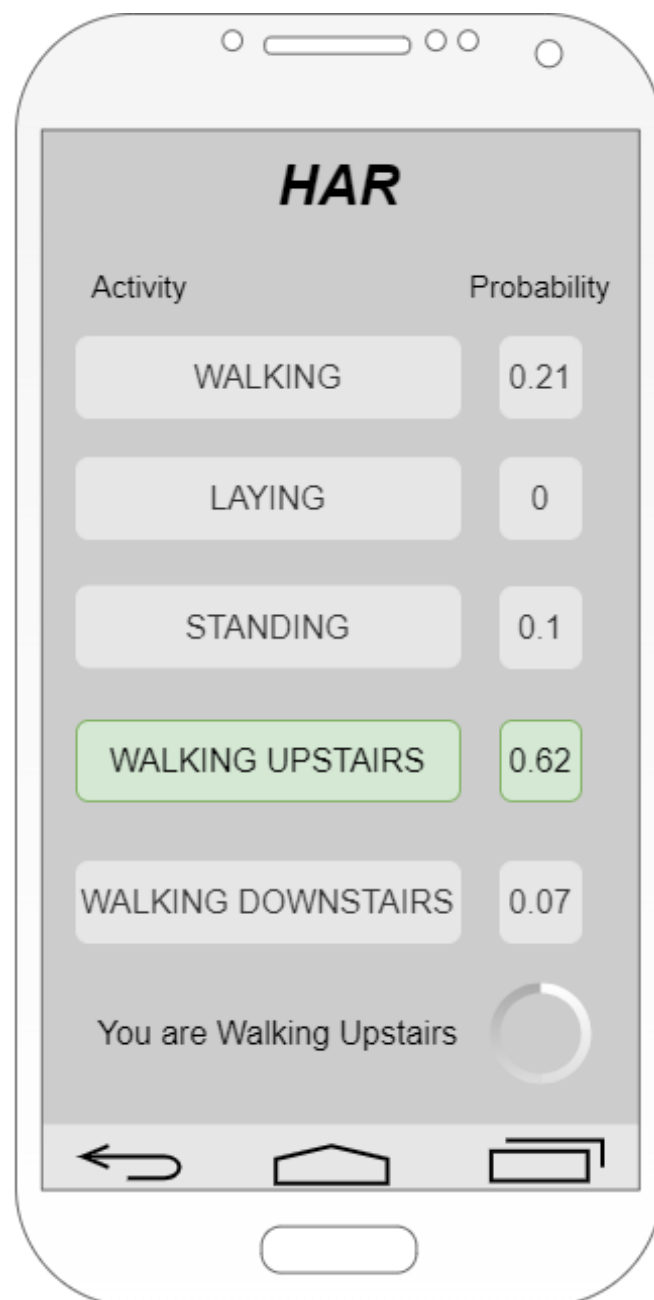 HAR
Activity Probability
WALKING 0.21
LAYING 0
STANDING 0.1
WALKING UPSTAIRS 0.62
WALKING DOWNSTAIRS 0.07
You are Walking Upstairs